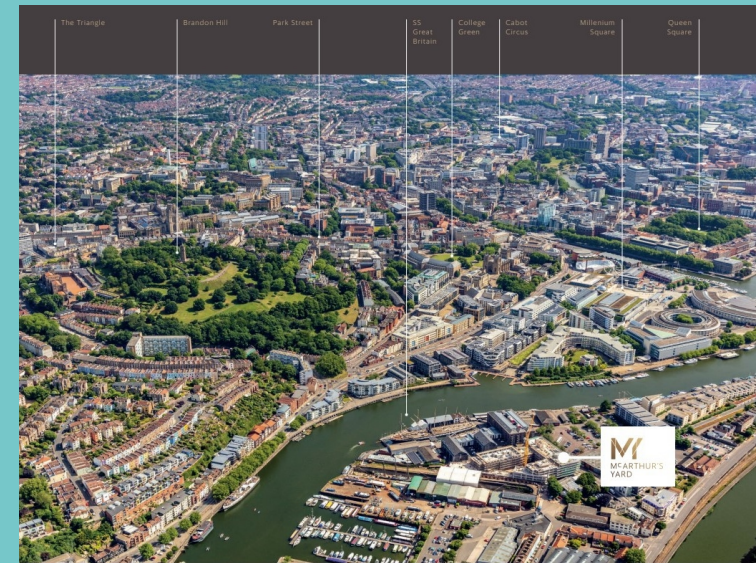 The Triangle
Brandon Hill
Park Street
SS
Great
Britain
College
Green
Cabot
Circus
Millenium
Square
Queen
Square
MY
McARTHUR'S
YARD